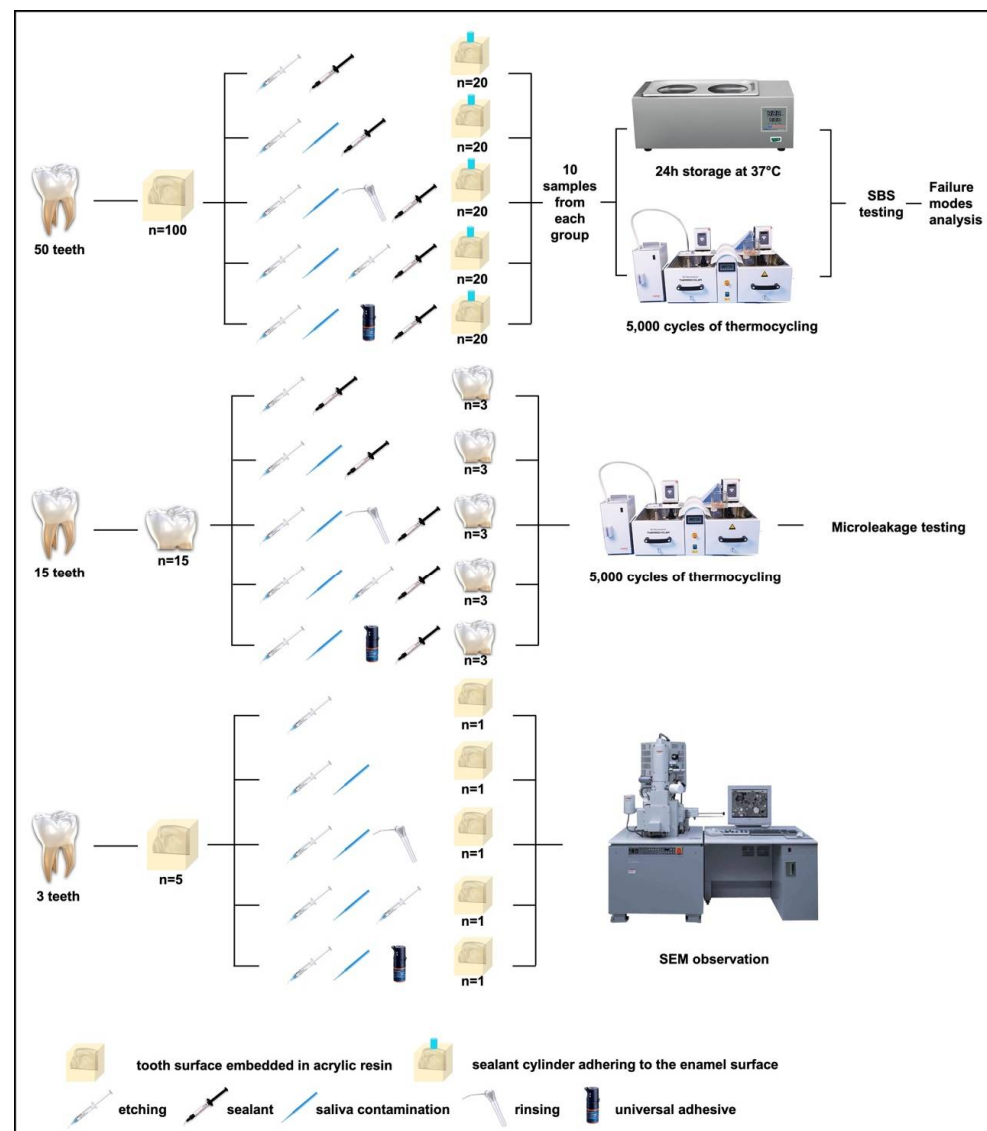 n=20
n=20
n=20
n=20
n=20
50 teeth
n=100
10
samples
from
each
group
24h storage at 37°C
5,000 cycles of thermocycling
SBS
testing
Failure
modes
analysis
n=3
n=3
n=3
n=3
n=3
15 teeth
n=15
5,000 cycles of thermocycling
Microleakage testing
n=1
n=1
n=1
n=1
n=1
3 teeth
n=5
SEM observation
tooth surface embedded in acrylic resin
sealant cylinder adhering to the enamel surface
etching
sealant
saliva contamination
rinsing
universal adhesive